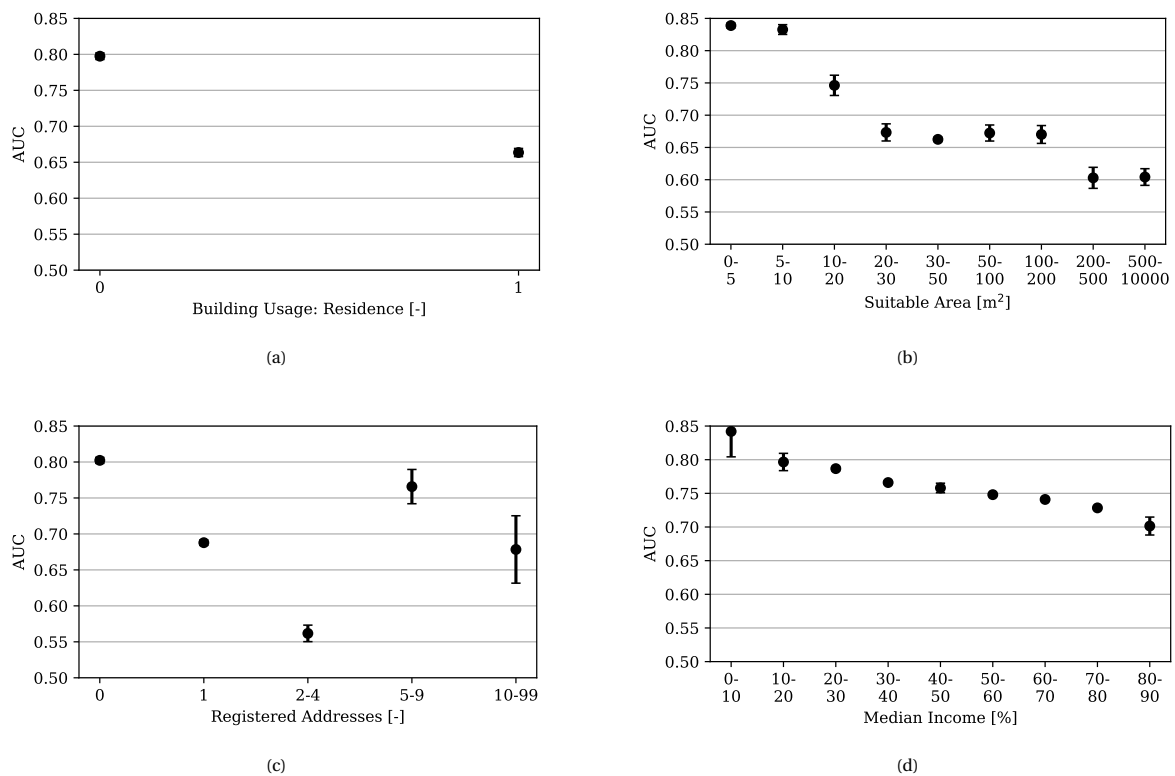 0.85
0.80
0.75
0.70
0.65
0.60
0.55
0.50
AUC
0 1
Building Usage: Residence [-]
(a)
0.85
0.80
0.75
0.70
0.65
0.60
0.55
0.50
AUC
0- 5- 10- 20- 30- 50- 100- 200- 500-
5 10 20 30 50 100 200 500 10000
Suitable Area [m²]
(b)
0.85
0.80
0.75
0.70
0.65
0.60
0.55
0.50
AUC
0 1 2-4 5-9 10-99
Registered Addresses [-]
(c)
0.85
0.80
0.75
0.70
0.65
0.60
0.55
0.50
AUC
0- 10- 20- 30- 40- 50- 60- 70- 80-
10 20 30 40 50 60 70 80 90
Median Income [%]
(d)